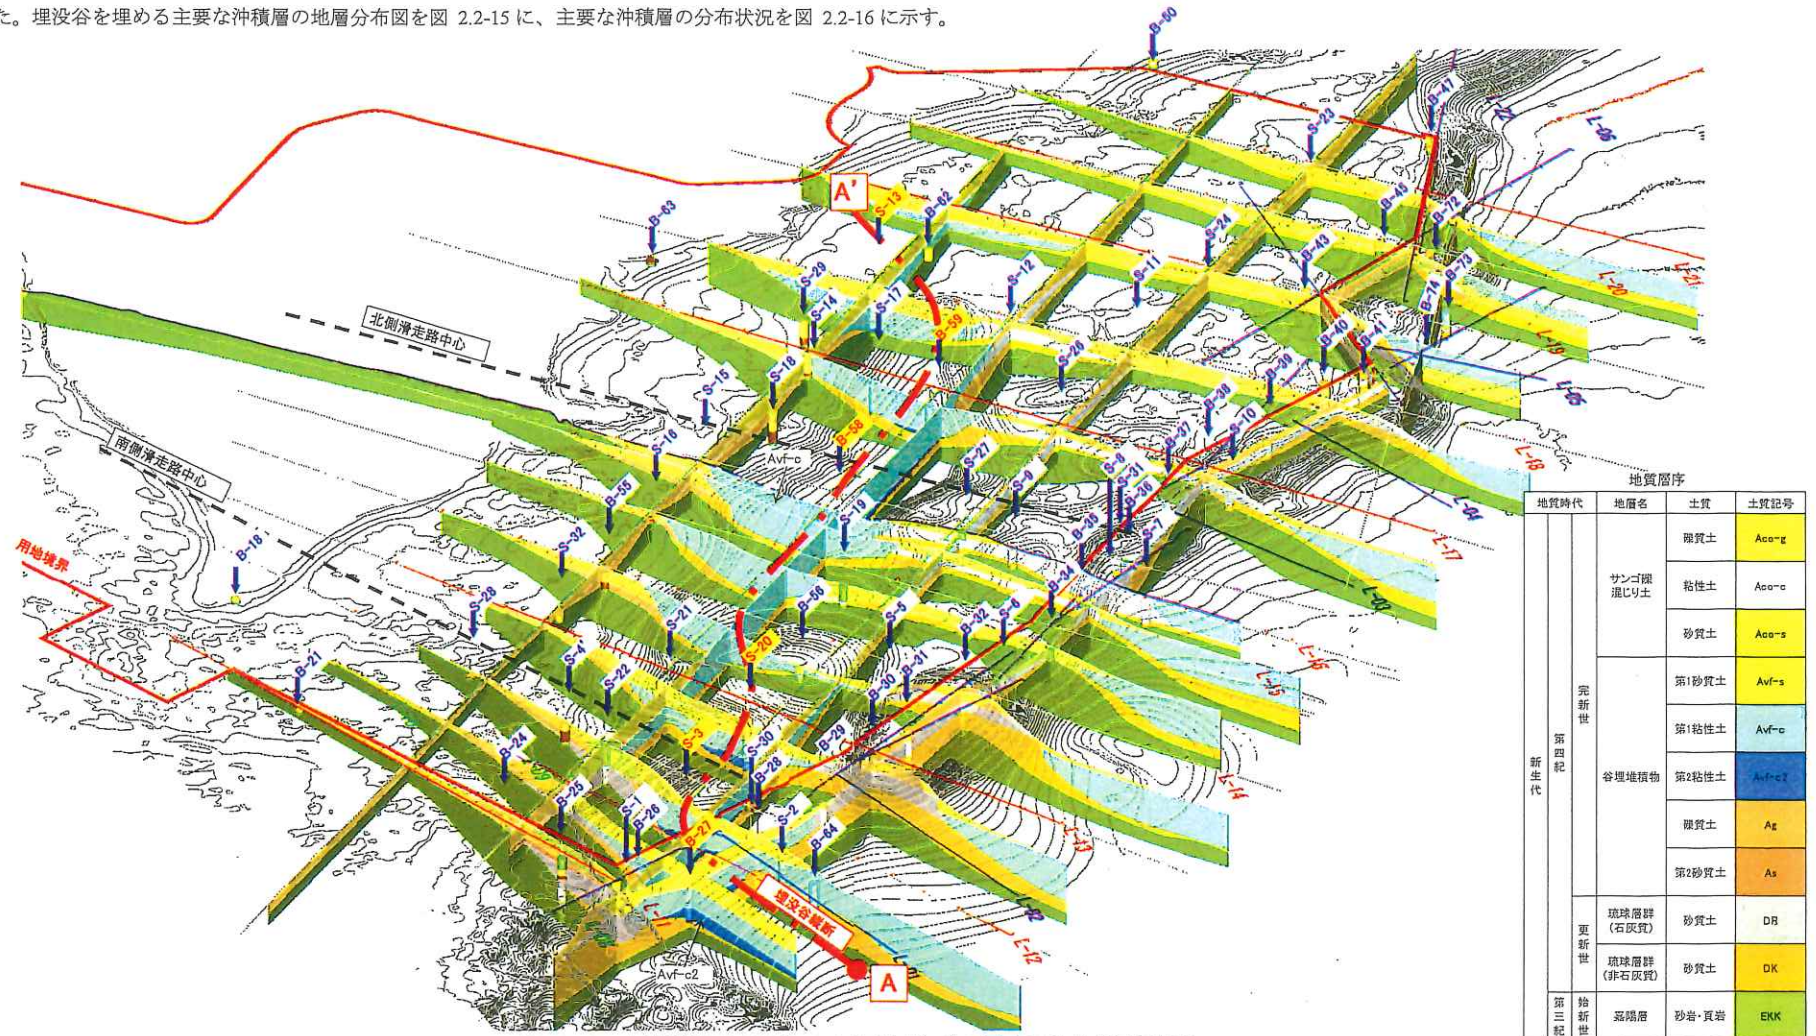 た。埋没谷を埋める主要な沖積層の地層分布図を図 2.2-15 に、主要な沖積層の分布状況を図 2.2-16 に示す。
B-60
B-47
L-22
L-06
S-23
A'
S-13
B-62
B-45
B-63
S-24
B-72
B-43
S-12
S-11
B-73
L-21
L-20
S-29
S-14
S-17
B-74
北側滑走路中心
B-59
B-40
B-41
L-19
S-26
B-39
S-18
S-15
L-05
B-38
S-10
B-58
B-37
南側滑走路中心
S-16
Avf-c
S-27
S-8
S-31
L-18
S-9
B-36
L-04
B-55
S-19
B-35
S-7
L-17
用地境界
B-18
S-32
B-34
L-03
S-28
B-56
S-5
B-32
S-6
S-21
L-16
B-21
S-20
B-31
L-15
S-4
S-22
B-30
B-29
S-3
S-30
B-24
B-28
L-14
B-25
S-1
B-26
S-2
B-27
B-64
L-13
埋没谷縦断
L-1
L-02
L-12
Avf-c2
L-01
A
地質層序
地質時代 地層名 土質 土質記号
新生代 第四紀 完新世 サンゴ礫混じり土 礫質土 Aco-g
粘性土 Aco-c
砂質土 Aco-s
谷埋堆積物 第1砂質土 Avf-s
第1粘性土 Avf-c
第2粘性土 Avf-c2
礫質土 Ag
第2砂質土 As
更新世 琉球層群(石灰質) 砂質土 DR
琉球層群(非石灰質) 砂質土 DK
第三紀 始新世 嘉陽層 砂岩・頁岩 EKK